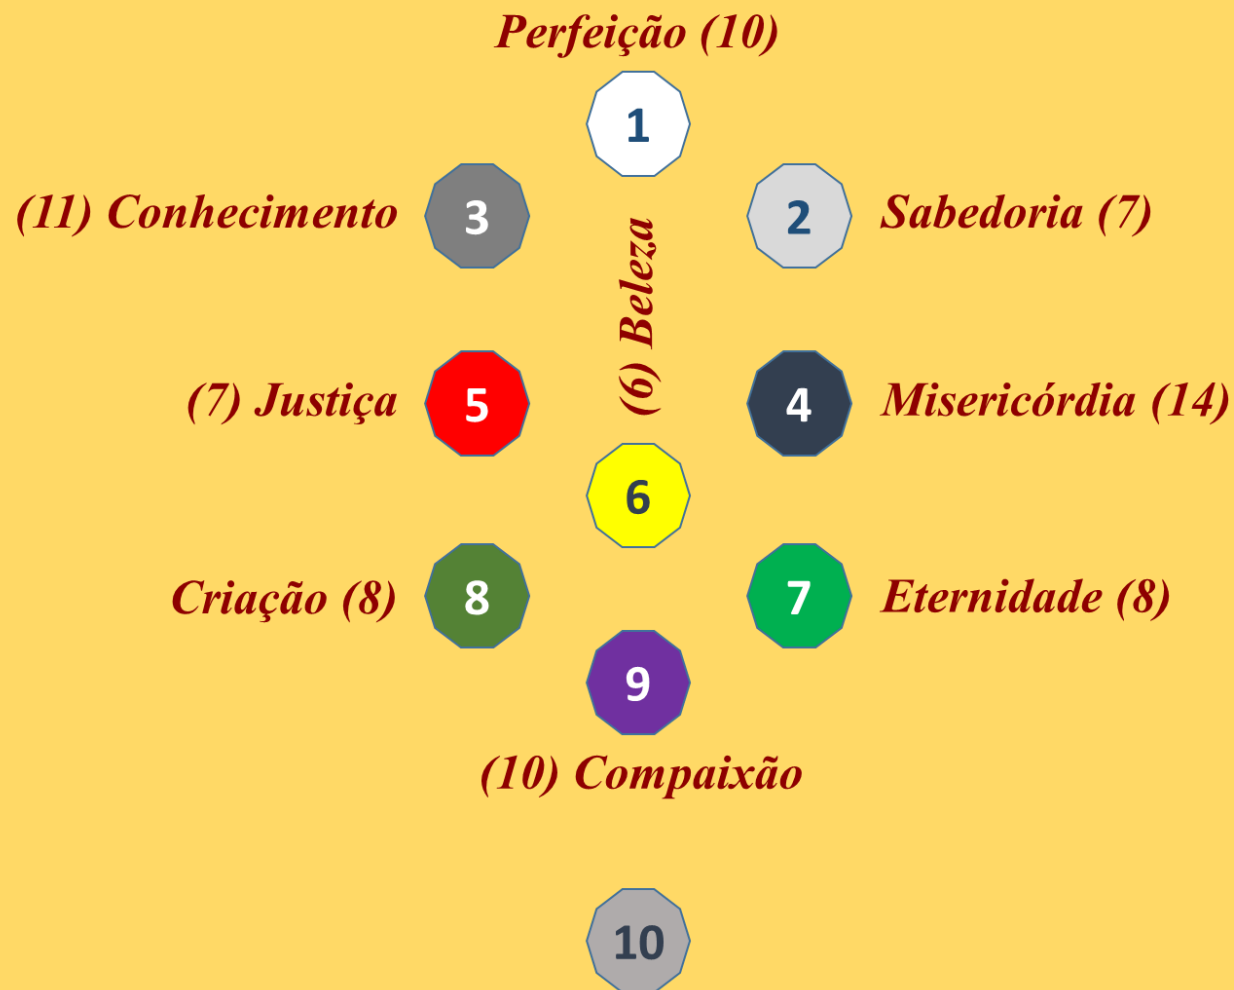 Perfeição (10)
1
(11) Conhecimento
3
2
Sabedoria (7)
(6) Beleza
(7) Justiça
5
4
Misericórdia (14)
6
Criação (8)
8
7
Eternidade (8)
9
(10) Compaixão
10